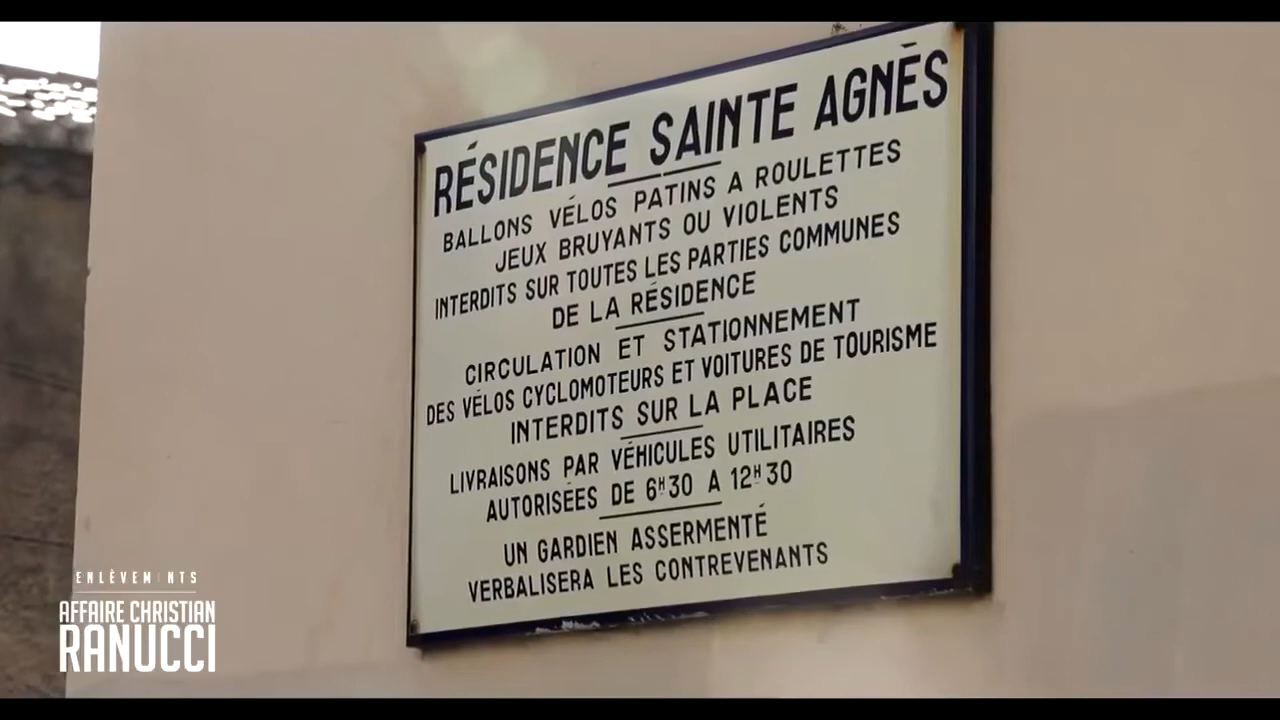 RÉSIDENCE SAINTE AGNÈS
BALLONS VÉLOS PATINS A ROULETTES
JEUX BRUYANTS OU VIOLENTS
INTERDITS SUR TOUTES LES PARTIES COMMUNES
DE LA RÉSIDENCE
CIRCULATION ET STATIONNEMENT
DES VÉLOS CYCLOMOTEURS ET VOITURES DE TOURISME
INTERDITS SUR LA PLACE
LIVRAISONS PAR VÉHICULES UTILITAIRES
AUTORISÉES DE 6H30 A 12H30
UN GARDIEN ASSERMENTÉ
VERBALISERA LES CONTREVENANTS
ENLÈVEMENTS
AFFAIRE CHRISTIAN
RANUCCI